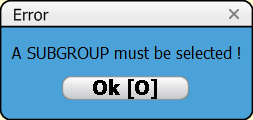 Error
A SUBGROUP must be selected !
Ok [O]